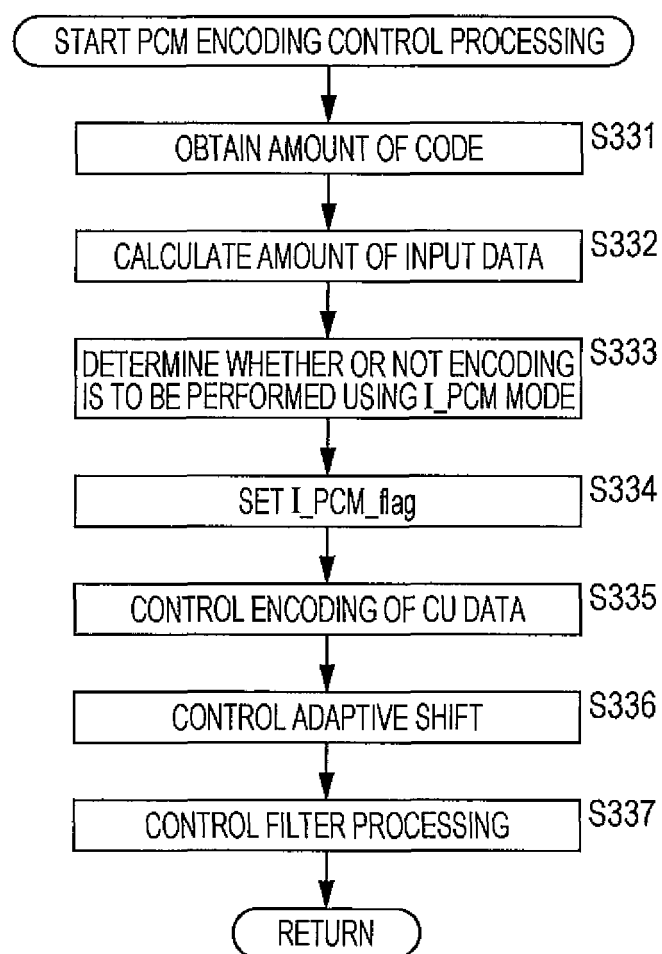 START PCM ENCODING CONTROL PROCESSING
OBTAIN AMOUNT OF CODE
S331
CALCULATE AMOUNT OF INPUT DATA
S332
DETERMINE WHETHER OR NOT ENCODING
IS TO BE PERFORMED USING I_PCM MODE
S333
SET I_PCM_flag
S334
CONTROL ENCODING OF CU DATA
S335
CONTROL ADAPTIVE SHIFT
S336
CONTROL FILTER PROCESSING
S337
RETURN